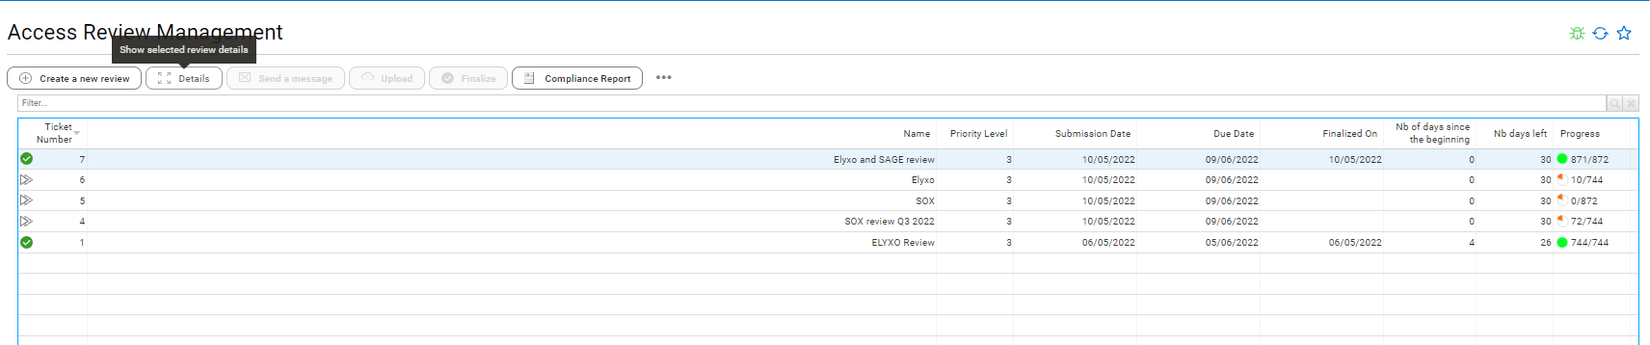 Access Review Management
Show selected review details
Create a new review Details Send a message Upload Finalize Compliance Report •••
Filter...
Ticket Number Name Priority Level Submission Date Due Date Finalized On Nb of days since the beginning Nb days left Progress
7 Elyxo and SAGE review 3 10/05/2022 09/06/2022 10/05/2022 0 30 871/872
6 Elyxo 3 10/05/2022 09/06/2022 0 30 10/744
5 SOX 3 10/05/2022 09/06/2022 0 30 0/872
4 SOX review Q3 2022 3 10/05/2022 09/06/2022 0 30 72/744
1 ELYXO Review 3 06/05/2022 05/06/2022 06/05/2022 4 26 744/744